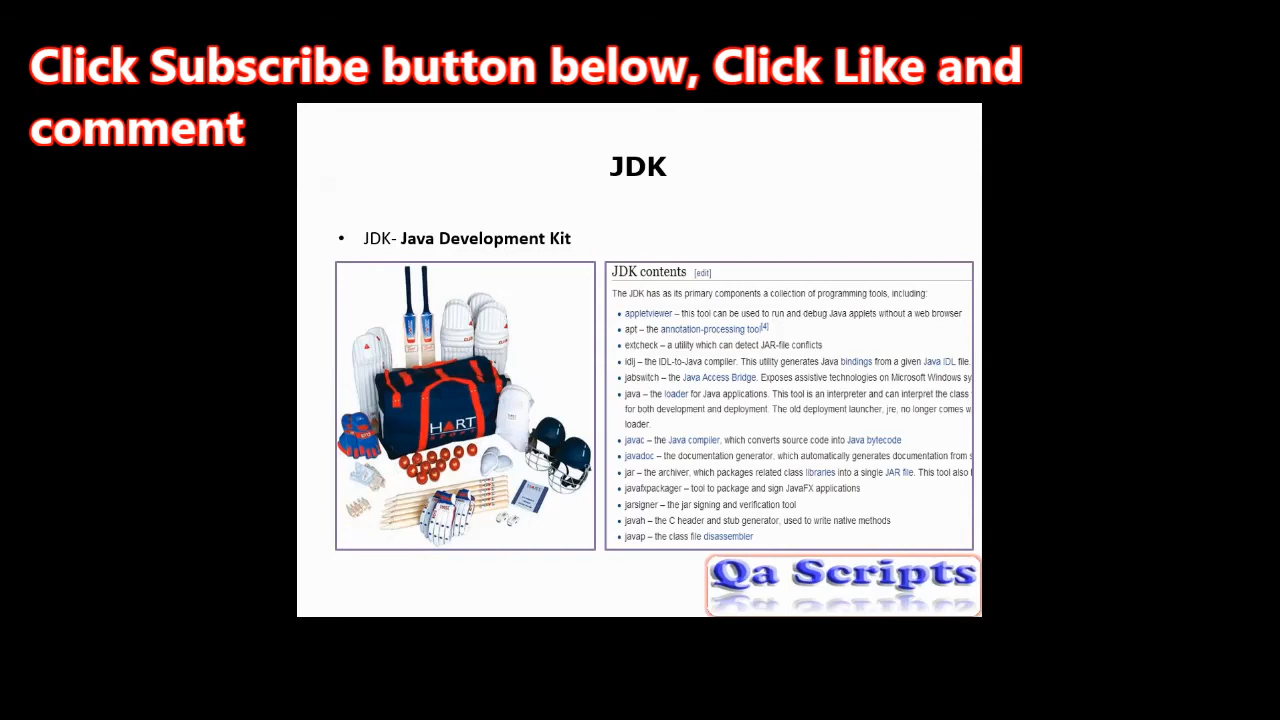 Click Subscribe button below, Click Like and
comment
JDK
• JDK- Java Development Kit
HART
SPORT
JDK contents [edit]
The JDK has as its primary components a collection of programming tools, including:
• appletviewer – this tool can be used to run and debug Java applets without a web browser
• apt – the annotation-processing tool[4]
• extcheck – a utility which can detect JAR-file conflicts
• idlj – the IDL-to-Java compiler. This utility generates Java bindings from a given Java IDL file.
• jabswitch – the Java Access Bridge. Exposes assistive technologies on Microsoft Windows sy
• java – the loader for Java applications. This tool is an interpreter and can interpret the class
for both development and deployment. The old deployment launcher, jre, no longer comes w
loader.
• javac – the Java compiler, which converts source code into Java bytecode
• javadoc – the documentation generator, which automatically generates documentation from s
• jar – the archiver, which packages related class libraries into a single JAR file. This tool also
• javafxpackager – tool to package and sign JavaFX applications
• jarsigner – the jar signing and verification tool
• javah – the C header and stub generator, used to write native methods
• javap – the class file disassembler
Qa Scripts